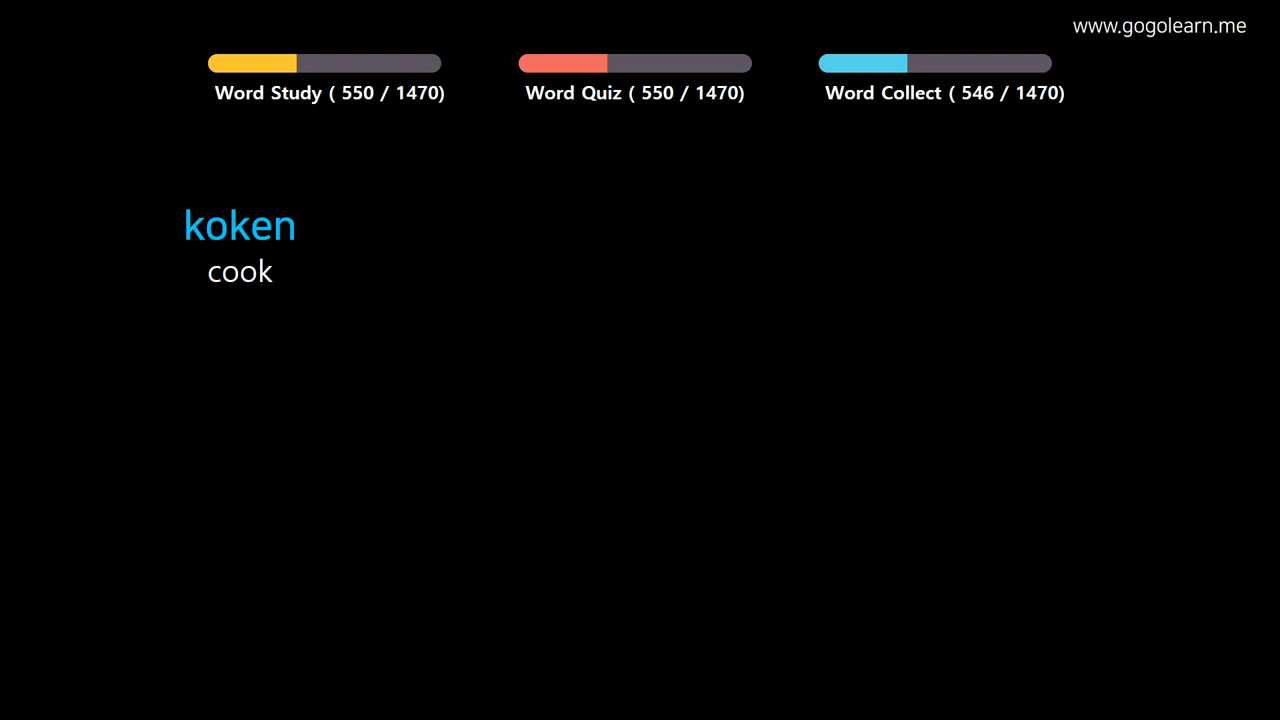 www.gogolearn.me
Word Study ( 550 / 1470)
Word Quiz ( 550 / 1470)
Word Collect ( 546 / 1470)
koken
cook